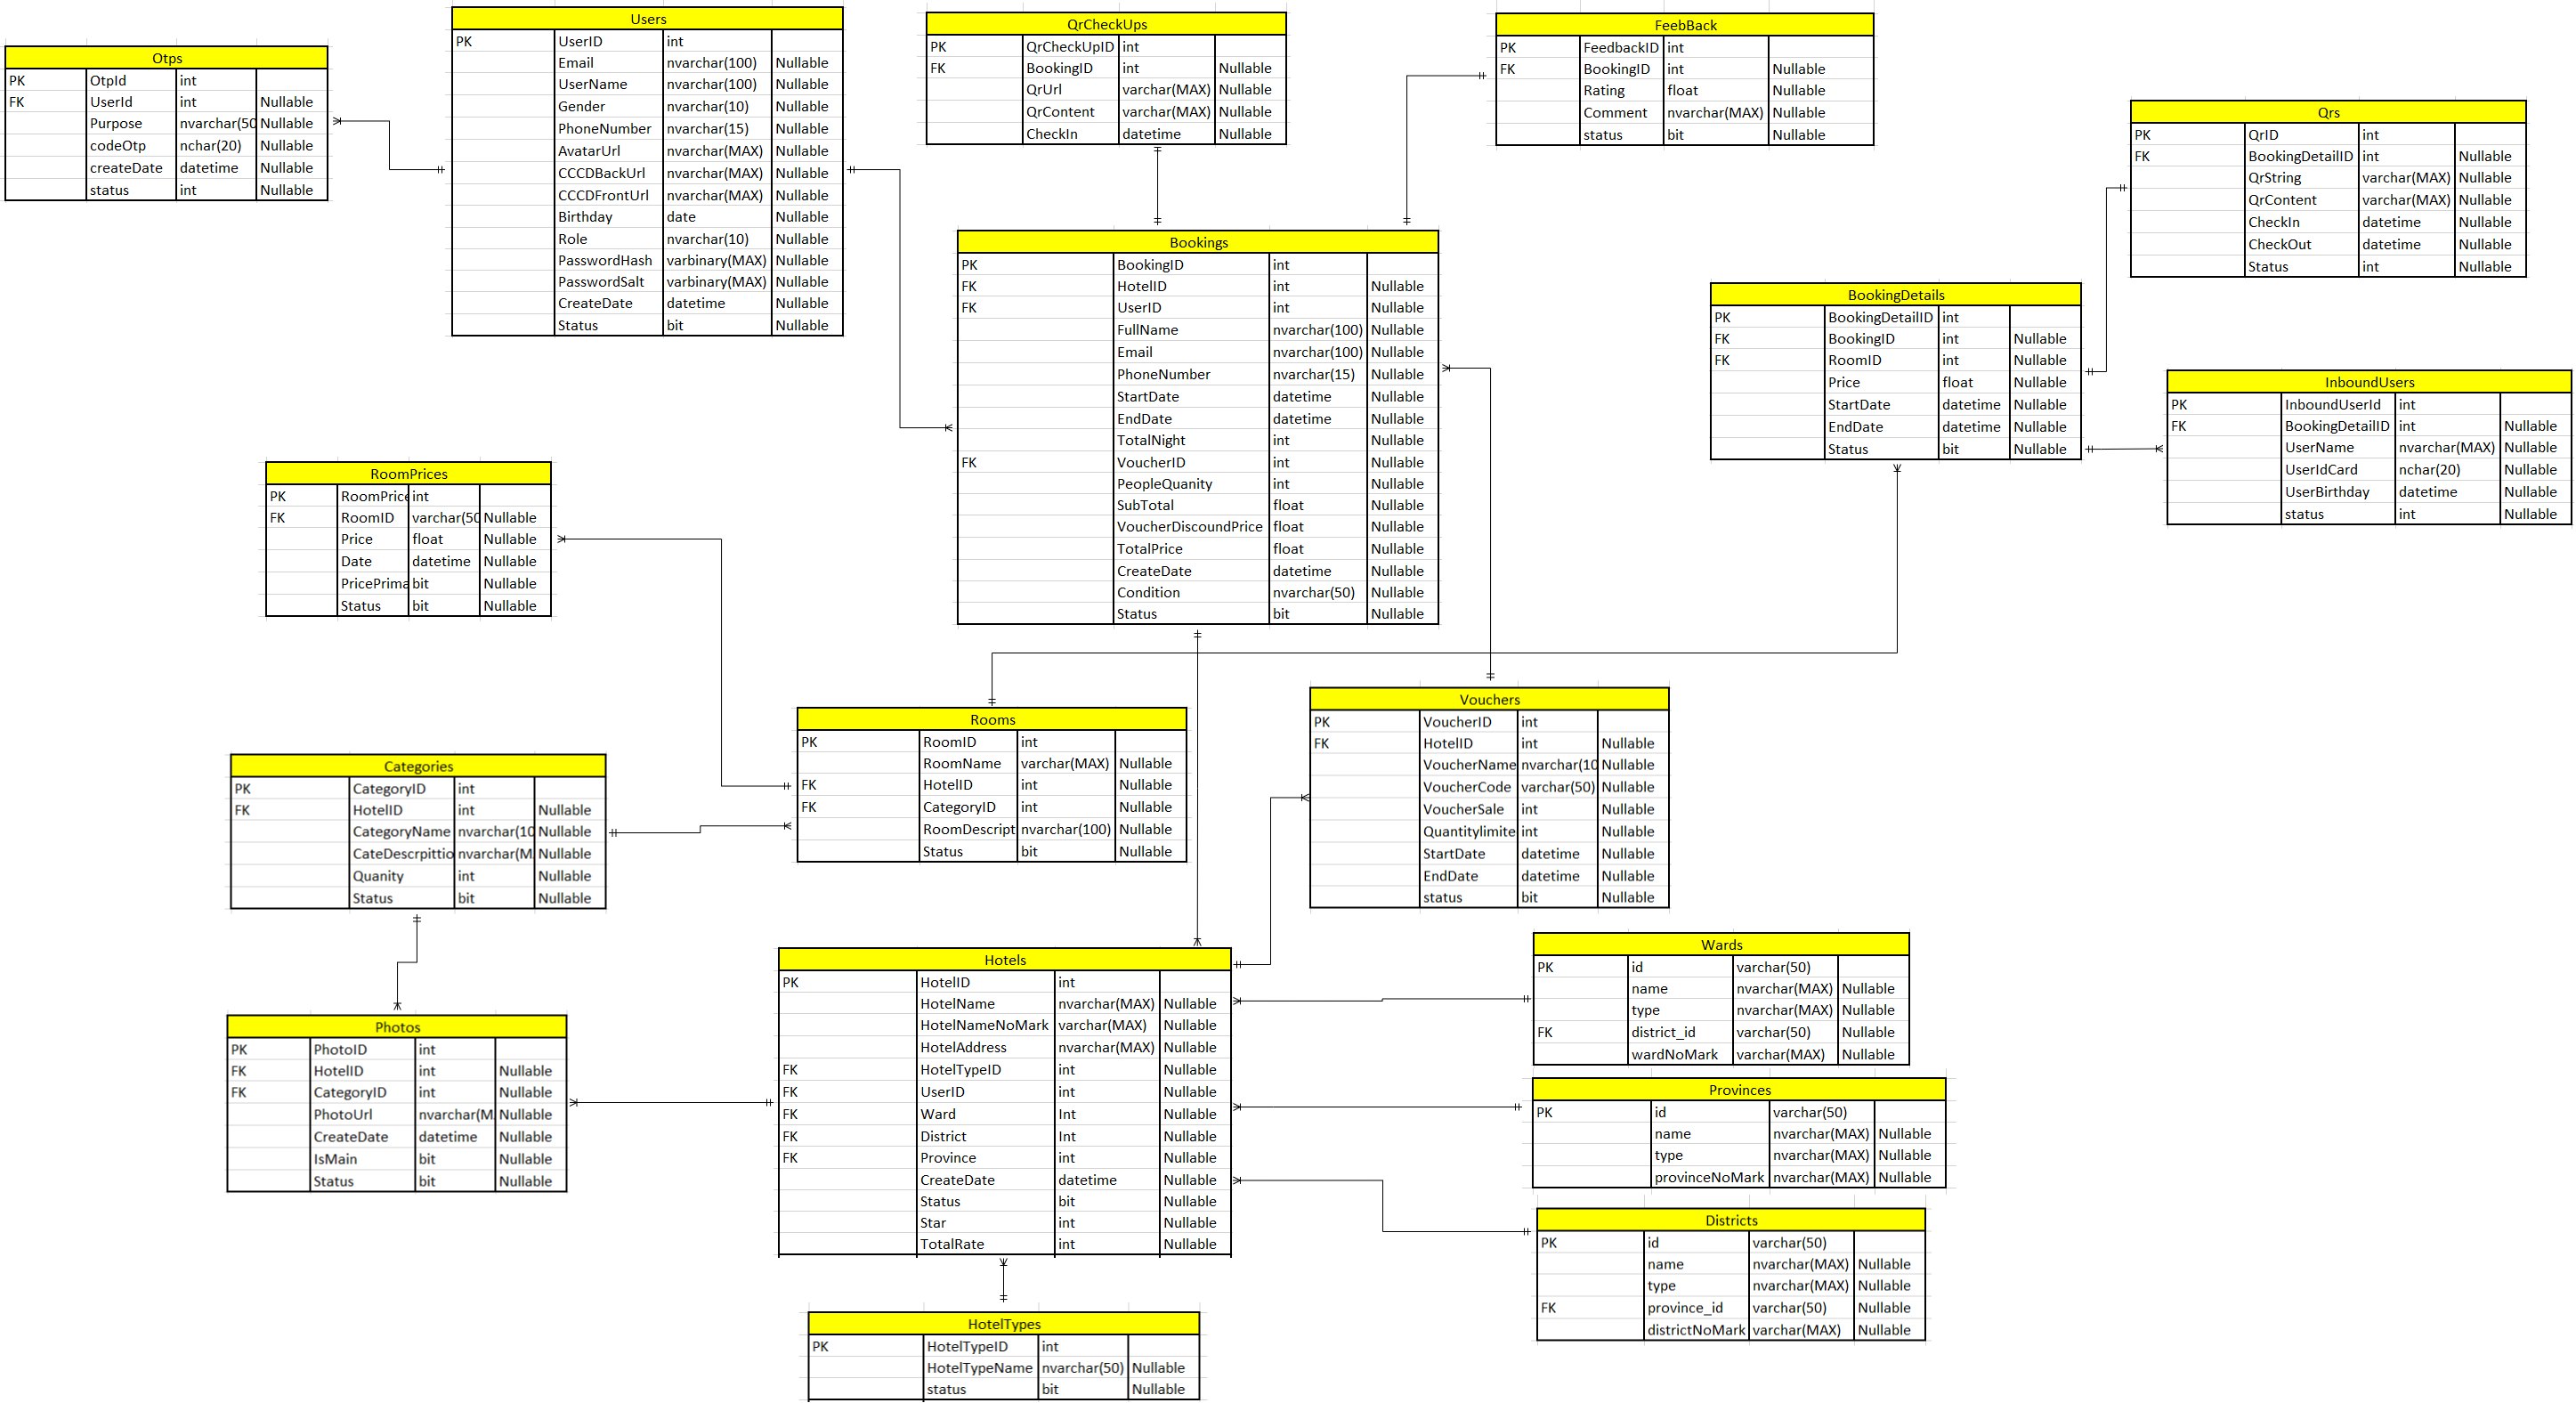 Otps
PK OtpId int
FK UserId int Nullable
Purpose nvarchar(50 Nullable
codeOtp nchar(20) Nullable
createDate datetime Nullable
status int Nullable
Users
PK UserID int
Email nvarchar(100) Nullable
UserName nvarchar(100) Nullable
Gender nvarchar(10) Nullable
PhoneNumber nvarchar(15) Nullable
AvatarUrl nvarchar(MAX) Nullable
CCCDBackUrl nvarchar(MAX) Nullable
CCCDFrontUrl nvarchar(MAX) Nullable
Birthday date Nullable
Role nvarchar(10) Nullable
PasswordHash varbinary(MAX) Nullable
PasswordSalt varbinary(MAX) Nullable
CreateDate datetime Nullable
Status bit Nullable
QrCheckUps
PK QrCheckUpID int
FK BookingID int Nullable
QrUrl varchar(MAX) Nullable
QrContent varchar(MAX) Nullable
CheckIn datetime Nullable
FeebBack
PK FeedbackID int
FK BookingID int Nullable
Rating float Nullable
Comment nvarchar(MAX) Nullable
status bit Nullable
Qrs
PK QrID int
FK BookingDetailID int Nullable
QrString varchar(MAX) Nullable
QrContent varchar(MAX) Nullable
CheckIn datetime Nullable
CheckOut datetime Nullable
Status int Nullable
Bookings
PK BookingID int
FK HotelID int Nullable
FK UserID int Nullable
FullName nvarchar(100) Nullable
Email nvarchar(100) Nullable
PhoneNumber nvarchar(15) Nullable
StartDate datetime Nullable
EndDate datetime Nullable
TotalNight int Nullable
FK VoucherID int Nullable
PeopleQuanity int Nullable
SubTotal float Nullable
VoucherDiscoundPrice float Nullable
TotalPrice float Nullable
CreateDate datetime Nullable
Condition nvarchar(50) Nullable
Status bit Nullable
BookingDetails
PK BookingDetailID int
FK BookingID int Nullable
FK RoomID int Nullable
Price float Nullable
StartDate datetime Nullable
EndDate datetime Nullable
Status bit Nullable
InboundUsers
PK InboundUserId int
FK BookingDetailID int Nullable
UserName nvarchar(MAX) Nullable
UserIdCard nchar(20) Nullable
UserBirthday datetime Nullable
status int Nullable
RoomPrices
PK RoomPrice int
FK RoomID varchar(50 Nullable
Price float Nullable
Date datetime Nullable
PricePrima bit Nullable
Status bit Nullable
Rooms
PK RoomID int
RoomName varchar(MAX) Nullable
FK HotelID int Nullable
FK CategoryID int Nullable
RoomDescript nvarchar(100) Nullable
Status bit Nullable
Vouchers
PK VoucherID int
FK HotelID int Nullable
VoucherName nvarchar(10 Nullable
VoucherCode varchar(50) Nullable
VoucherSale int Nullable
Quantitylimite int Nullable
StartDate datetime Nullable
EndDate datetime Nullable
status bit Nullable
Categories
PK CategoryID int
FK HotelID int Nullable
CategoryName nvarchar(10 Nullable
CateDescrpittio nvarchar(M. Nullable
Quanity int Nullable
Status bit Nullable
Photos
PK PhotoID int
FK HotelID int Nullable
FK CategoryID int Nullable
PhotoUrl nvarchar(M. Nullable
CreateDate datetime Nullable
IsMain bit Nullable
Status bit Nullable
Hotels
PK HotelID int
HotelName nvarchar(MAX) Nullable
HotelNameNoMark varchar(MAX) Nullable
HotelAddress nvarchar(MAX) Nullable
FK HotelTypeID int Nullable
FK UserID int Nullable
FK Ward Int Nullable
FK District Int Nullable
FK Province int Nullable
CreateDate datetime Nullable
Status bit Nullable
Star int Nullable
TotalRate int Nullable
Wards
PK id varchar(50)
name nvarchar(MAX) Nullable
type nvarchar(MAX) Nullable
FK district_id varchar(50) Nullable
wardNoMark varchar(MAX) Nullable
Provinces
PK id varchar(50)
name nvarchar(MAX) Nullable
type nvarchar(MAX) Nullable
provinceNoMark nvarchar(MAX) Nullable
Districts
PK id varchar(50)
name nvarchar(MAX) Nullable
type nvarchar(MAX) Nullable
FK province_id varchar(50) Nullable
districtNoMark varchar(MAX) Nullable
HotelTypes
PK HotelTypeID int
HotelTypeName nvarchar(50) Nullable
status bit Nullable